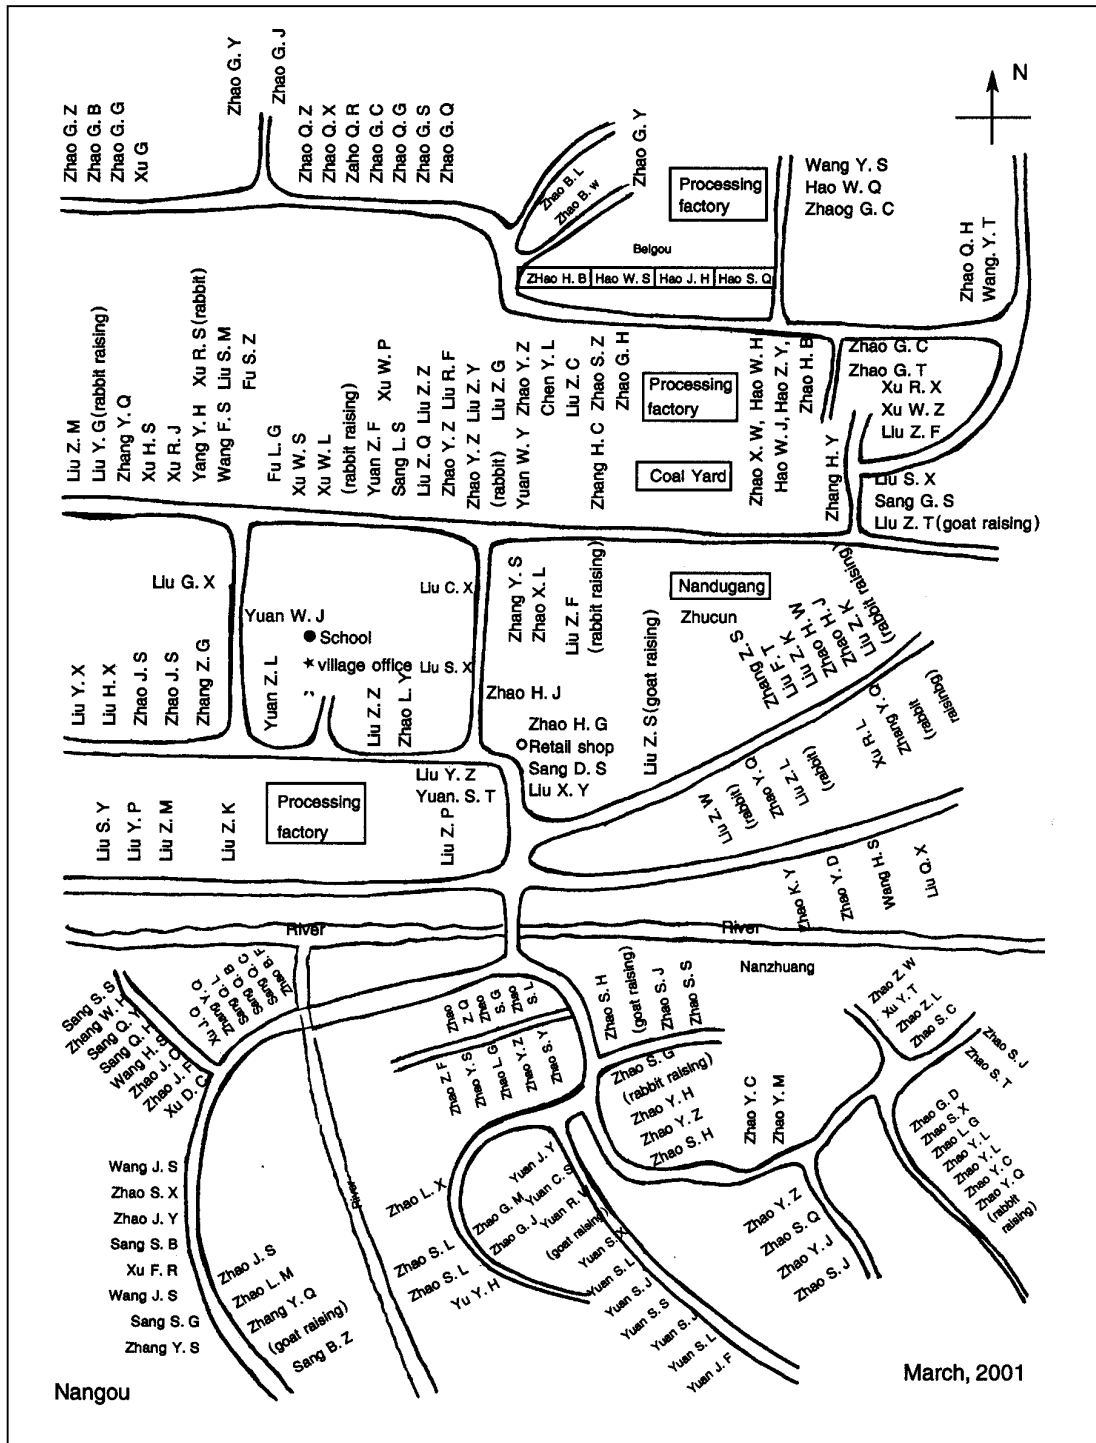 Zhao G. Z
Zhao G. B
Zhao G. G
Xu G
Zhao G. Y
Zhao G. J
Zhao Q. Z
Zhao Q. X
Zaho Q. R
Zhao G. C
Zhao Q. G
Zhao G. S
Zhao G. Q
Zhao B. L
Zhao B. w
Zhao G. Y
Processing
factory
Wang Y. S
Hao W. Q
Zhaog G. C
N
Zhao Q. H
Wang. Y. T
Beigou
ZHao H. B
Hao W. S
Hao J. H
Hao S. Q
Liu Z. M
Liu Y. G (rabbit raising)
Zhang Y. Q
Xu H. S
Xu R. J
Yang Y. H Xu R. S (rabbit)
Wang F. S Liu S. M
Fu S. Z
Fu L. G
Xu W. S
Xu W. L
(rabbit raising)
Yuan Z. F Xu W. P
Sang L. S
Liu Z. Q Liu Z. Z
Zhao Y. Z Liu R. F
Zhao Y. Z Liu Z. Y
(rabbit) Liu Z. G
Yuan W. Y Zhao Y. Z
Chen Y. L
Liu Z. C
Zhang H. C Zhao S. Z
Zhao G. H
Processing
factory
Coal Yard
Zhao X. W, Hao W. H
Hao W. J, Hao Z. Y,
Zhao H. B
Zhang H. Y
Zhao G. C
Zhao G. T
Xu R. X
Xu W. Z
Liu Z. F
Liu S. X
Sang G. S
Liu Z. T (goat raising)
Liu G. X
Yuan W. J
School
village office
Liu C. X
Liu S. X
Liu Y. X
Liu H. X
Zhao J. S
Zhao J. S
Zhang Z. G
Yuan Z. L
Liu Z. Z
Zhao L. Y
Zhang Y. S
Zhao X. L
Liu Z. F
(rabbit raising)
Nandugang
Zhucun
Zhao H. J
Zhao H. G
Retail shop
Sang D. S
Liu X. Y
Liu Z. S (goat raising)
Zhang Z. S
Liu F. T
Liu Z. K
Zhao H. W
Zhao H. J
Liu Z. K
(rabbit raising)
Xu R. L
Zhang Y. Q
(rabbit
raisinbg)
Liu Z. W
(rabbit)
Zhao Y. Q
Liu Z. L
(rabbit)
Liu Y. Z
Yuan. S. T
Liu Z. P
Processing
factory
Liu S. Y
Liu Y. P
Liu Z. M
Liu Z. K
Zhao K. Y
Zhao Y. D
Wang H. S
Liu Q. X
River
River
Nanzhuang
Sang S. S
Zhang W. H
Sang Q. Y
Sang Q. H
Wang H. S
Zhao J. Q
Zhao J. F
Xu D. G
Xu J. Q
Zhang Y. Q
Sang Q. L
Sang Q. B
Sang Q. C
Zhao B. F
Zhao
Z. Q
Zhao
S. G
Zhao
S. L
Zhao Z. F
Zhao Y. S
Zhao L. G
Zhao Y. Z
Zhao S. Y
Zhao S. H
(goat raising)
Zhao S. J
Zhao S. S
Zhao S. G
(rabbit raising)
Zhao Y. H
Zhao Y. Z
Zhao S. H
Zhao Y. C
Zhao Y. M
Zhao Z. W
Xu Y. T
Zhao Z. L
Zhao S. C
Zhao S. J
Zhao S. T
Zhao G. D
Zhao S. X
Zhao L. G
Zhao Y. L
Zhao Y. L
Zhao Y. C
Zhao Y. Q
(rabbit
raising)
Wang J. S
Zhao S. X
Zhao J. Y
Sang S. B
Xu F. R
Wang J. S
Sang S. G
Zhang Y. S
Zhao J. S
Zhao L. M
Zhang Y. Q
(goat raising)
Sang B. Z
River
Zhao L. X
Zhao S. L
Zhao S. L
Yu Y. H
Zhao G. M
Zhao G. J
Yuan J. Y
Yuan C. S
Yuan R.
(goat raising)
Yuan S. X
Yuan S. L
Yuan S. J
Yuan S. S
Yuan S. J
Yuan S. L
Yuan J. F
Zhao Y. Z
Zhao S. Q
Zhao Y. J
Zhao S. J
Nangou
March, 2001